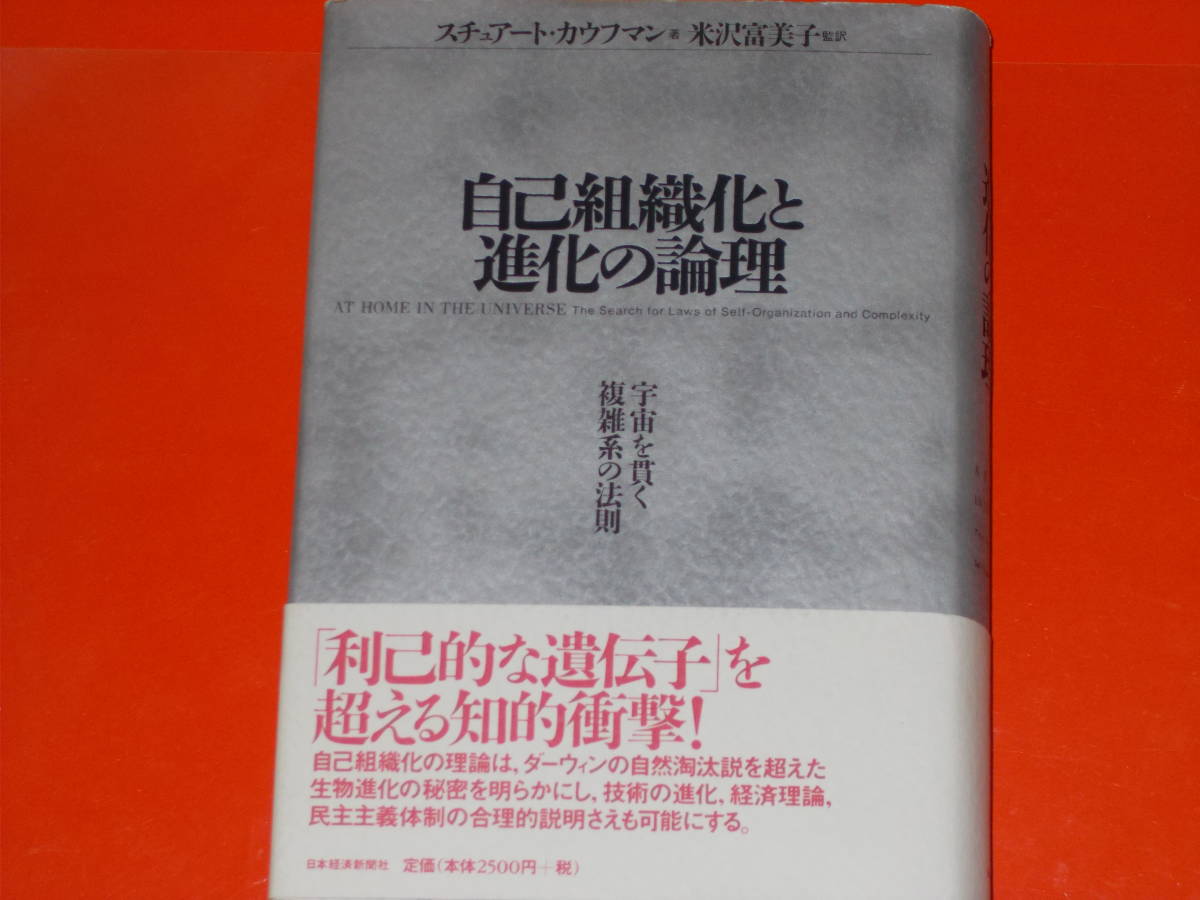 スチュアート・カウフマン 著 米沢富美子 監訳
自己組織化と
進化の論理
AT HOME IN THE UNIVERSE The Search for Laws of Self-Organization and Complexity
宇宙を貫く
複雑系の法則
「利己的な遺伝子」を
超える知的衝撃!
自己組織化の理論は,ダーウィンの自然淘汰説を超えた
生物進化の秘密を明らかにし,技術の進化,経済理論,
民主主義体制の合理的説明さえも可能にする。
日本経済新聞社 定価(本体2500円+税)